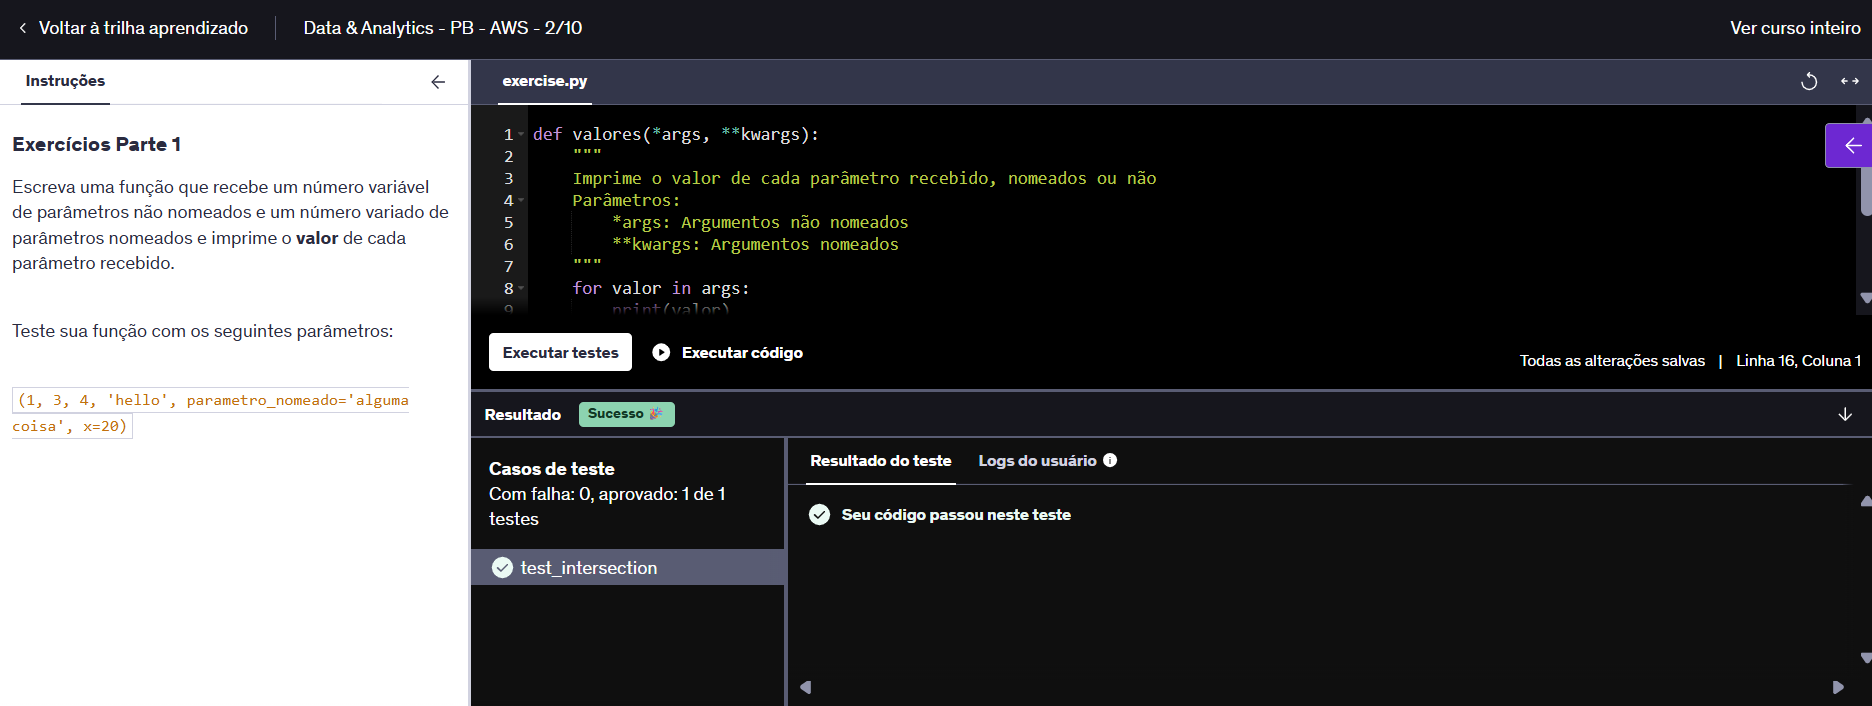 Voltar à trilha aprendizado
Data & Analytics - PB - AWS - 2/10
Ver curso inteiro
Instruções
Exercícios Parte 1
Escreva uma função que recebe um número variável
de parâmetros não nomeados e um número variado de
parâmetros nomeados e imprime o valor de cada
parâmetro recebido.
Teste sua função com os seguintes parâmetros:
(1, 3, 4, 'hello', parametro_nomeado='alguma
coisa', x=20)
exercise.py
1 def valores(*args, **kwargs):
2 """
3 Imprime o valor de cada parâmetro recebido, nomeados ou não
4 Parâmetros:
5 *args: Argumentos não nomeados
6 **kwargs: Argumentos nomeados
7 """
8 for valor in args:
9 print(valor)
Executar testes
Executar código
Todas as alterações salvas | Linha 16, Coluna 1
Resultado
Sucesso 🎉
Casos de teste
Com falha: 0, aprovado: 1 de 1
testes
test_intersection
Resultado do teste
Logs do usuário
Seu código passou neste teste